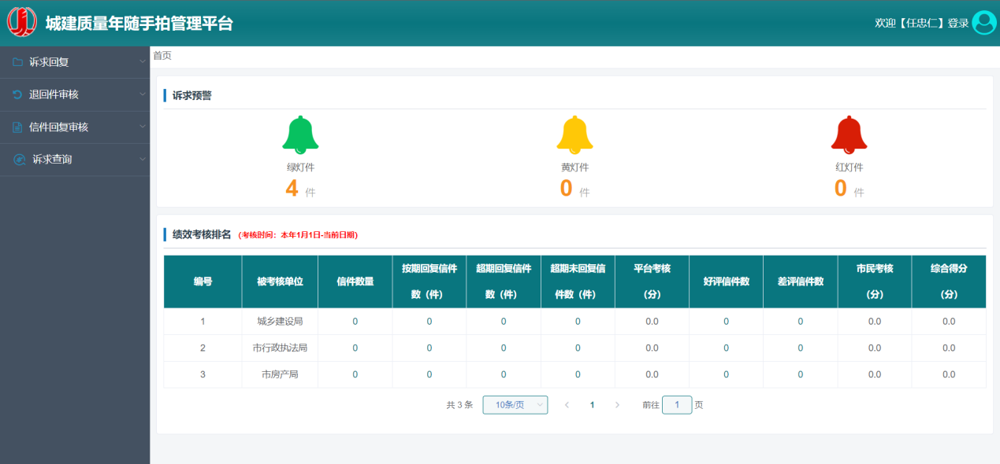 城建质量年随手拍管理平台
欢迎【任忠仁】登录
诉求回复
退回件审核
信件回复审核
诉求查询
首页
诉求预警
绿灯件
黄灯件
红灯件
4 件
0 件
0 件
绩效考核排名 (考核时间：本年1月1日-当前日期)
编号 被考核单位 信件数量 按期回复信件数（件） 超期回复信件数（件） 超期未回复信件数（件） 平台考核（分） 好评信件数 差评信件数 市民考核（分） 综合得分（分）
1 城乡建设局 0 0 0 0 0.0 0 0 0.0 0.0
2 市行政执法局 0 0 0 0 0.0 0 0 0.0 0.0
3 市房产局 0 0 0 0 0.0 0 0 0.0 0.0
共 3 条 10条/页 1 前往 1 页